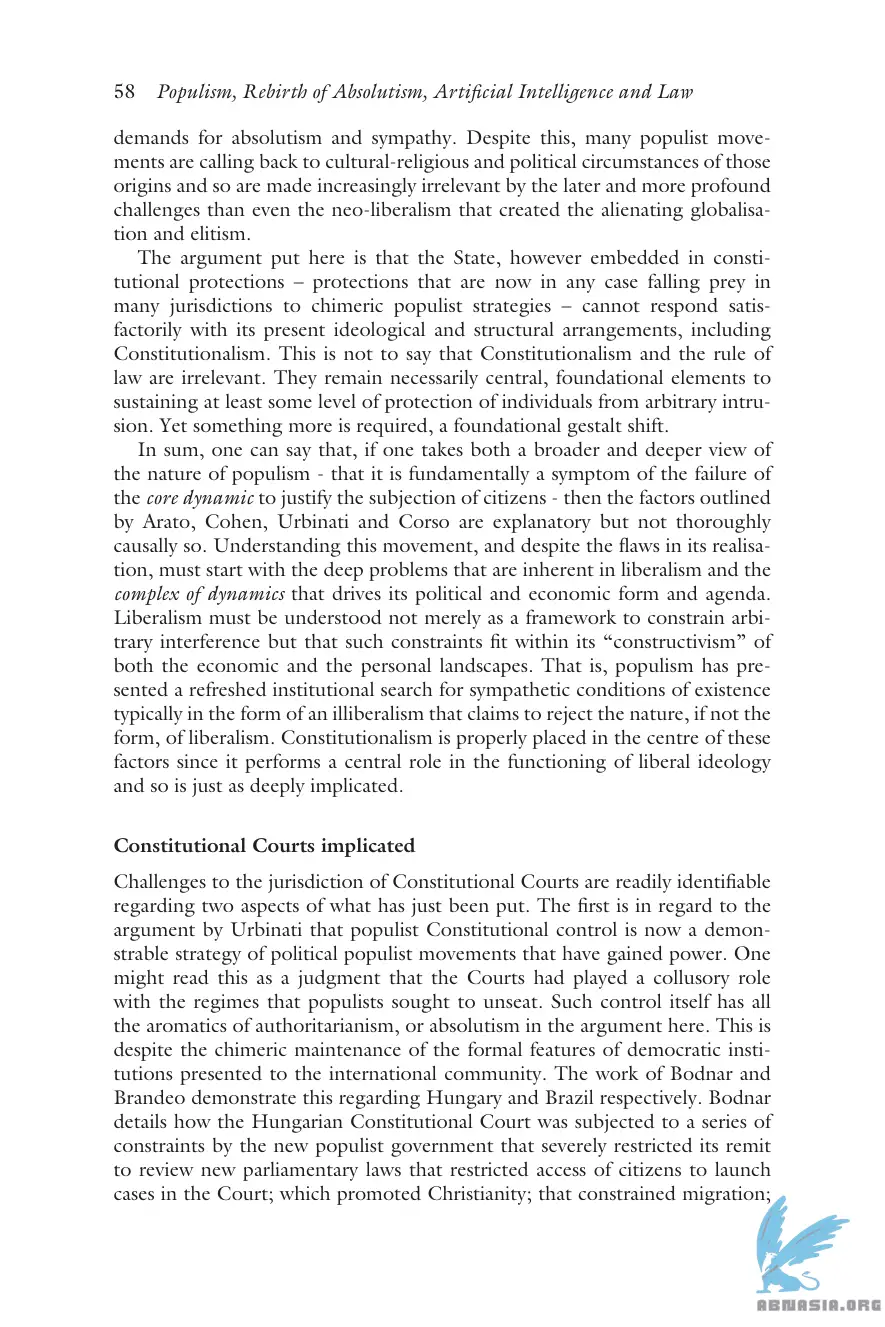 58 Populism, Rebirth of Absolutism, Artificial Intelligence and Law
demands for absolutism and sympathy. Despite this, many populist move-
ments are calling back to cultural-religious and political circumstances of those
origins and so are made increasingly irrelevant by the later and more profound
challenges than even the neo-liberalism that created the alienating globalisa-
tion and elitism.
The argument put here is that the State, however embedded in consti-
tutional protections – protections that are now in any case falling prey in
many jurisdictions to chimeric populist strategies – cannot respond satis-
factorily with its present ideological and structural arrangements, including
Constitutionalism. This is not to say that Constitutionalism and the rule of
law are irrelevant. They remain necessarily central, foundational elements to
sustaining at least some level of protection of individuals from arbitrary intru-
sion. Yet something more is required, a foundational gestalt shift.
In sum, one can say that, if one takes both a broader and deeper view of
the nature of populism - that it is fundamentally a symptom of the failure of
the core dynamic to justify the subjection of citizens - then the factors outlined
by Arato, Cohen, Urbinati and Corso are explanatory but not thoroughly
causally so. Understanding this movement, and despite the flaws in its realisa-
tion, must start with the deep problems that are inherent in liberalism and the
complex of dynamics that drives its political and economic form and agenda.
Liberalism must be understood not merely as a framework to constrain arbi-
trary interference but that such constraints fit within its “constructivism” of
both the economic and the personal landscapes. That is, populism has pre-
sented a refreshed institutional search for sympathetic conditions of existence
typically in the form of an illiberalism that claims to reject the nature, if not the
form, of liberalism. Constitutionalism is properly placed in the centre of these
factors since it performs a central role in the functioning of liberal ideology
and so is just as deeply implicated.
Constitutional Courts implicated
Challenges to the jurisdiction of Constitutional Courts are readily identifiable
regarding two aspects of what has just been put. The first is in regard to the
argument by Urbinati that populist Constitutional control is now a demon-
strable strategy of political populist movements that have gained power. One
might read this as a judgment that the Courts had played a collusory role
with the regimes that populists sought to unseat. Such control itself has all
the aromatics of authoritarianism, or absolutism in the argument here. This is
despite the chimeric maintenance of the formal features of democratic insti-
tutions presented to the international community. The work of Bodnar and
Brandeo demonstrate this regarding Hungary and Brazil respectively. Bodnar
details how the Hungarian Constitutional Court was subjected to a series of
constraints by the new populist government that severely restricted its remit
to review new parliamentary laws that restricted access of citizens to launch
cases in the Court; which promoted Christianity; that constrained migration;
ABNASIA.ORG